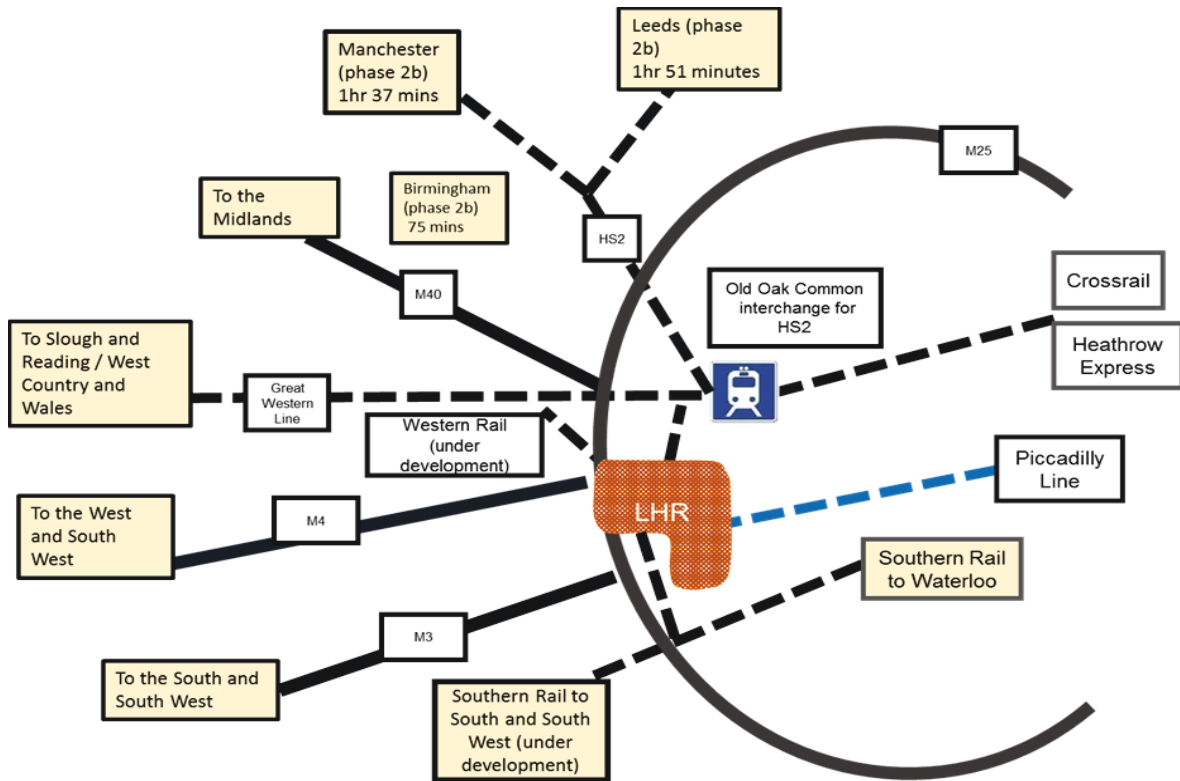 Manchester
(phase 2b)
1hr 37 mins
Leeds (phase
2b)
1hr 51 minutes
M25
To the
Midlands
Birmingham
(phase 2b)
75 mins
HS2
M40
Old Oak Common
interchange for
HS2
Crossrail
Heathrow
Express
To Slough and
Reading / West
Country and
Wales
Great
Western
Line
Western Rail
(under
development)
Piccadilly
Line
LHR
M4
To the West
and South
West
Southern Rail
to Waterloo
M3
To the South and
South West
Southern Rail to
South and South
West (under
development)